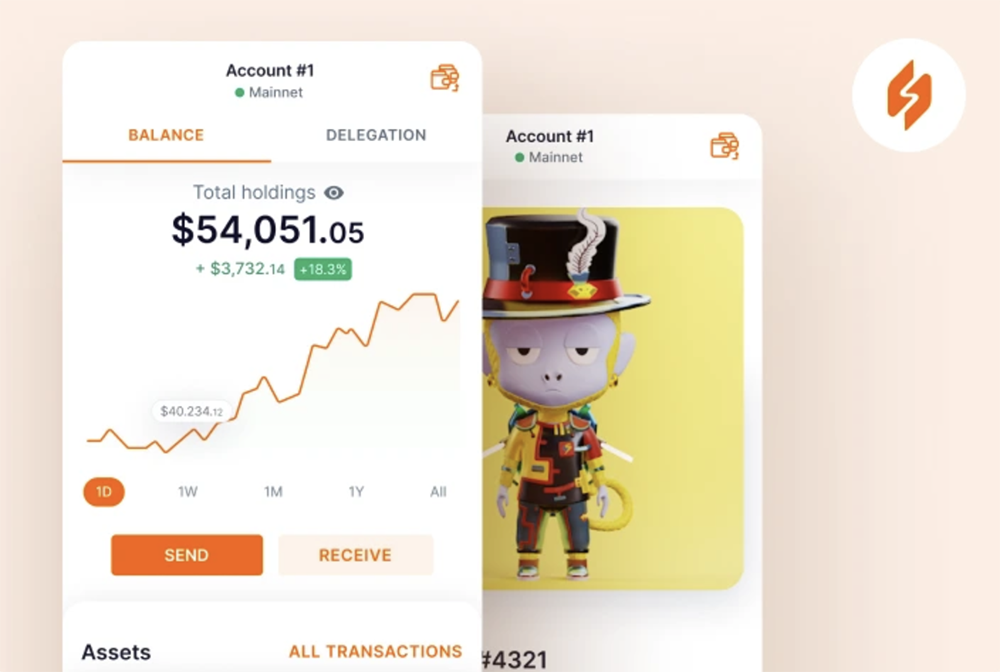 Account #1
Mainnet
BALANCE DELEGATION
Total holdings
$54,051.05
+ $3,732.14 +18.3%
$40.234.12
1D 1W 1M 1Y All
SEND RECEIVE
Assets ALL TRANSACTIONS
Account #1
Mainnet
#4321